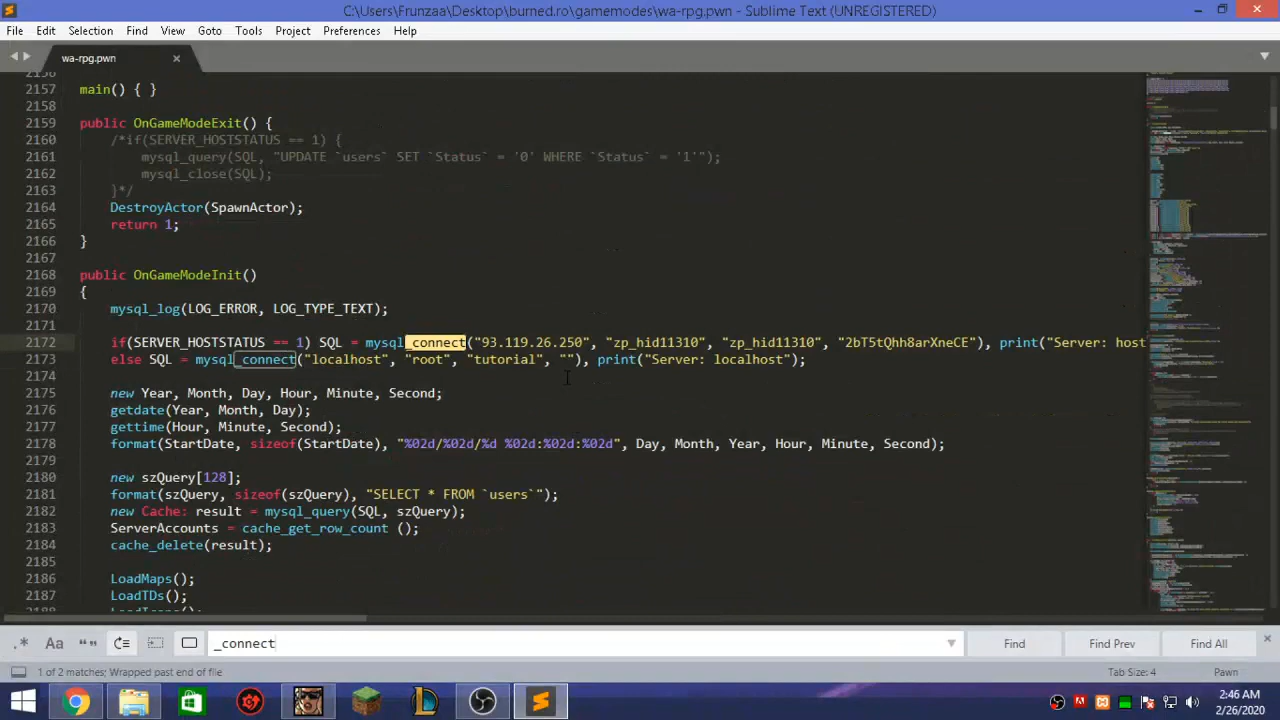 C:\Users\Frunzaa\Desktop\burned.ro\gamemodes\wa-rpg.pwn - Sublime Text (UNREGISTERED)
File Edit Selection Find View Goto Tools Project Preferences Help
wa-rpg.pwn
2156
2157 main() { }
2158
2159 public OnGameModeExit() {
2160 /*if(SERVER_HOSTSTATUS == 1) {
2161 mysql_query(SQL, "UPDATE `users` SET `Status` = '0' WHERE `Status` = '1'");
2162 mysql_close(SQL);
2163 }*/
2164 DestroyActor(SpawnActor);
2165 return 1;
2166 }
2167
2168 public OnGameModeInit()
2169 {
2170 mysql_log(LOG_ERROR, LOG_TYPE_TEXT);
2171
2172 if(SERVER_HOSTSTATUS == 1) SQL = mysql_connect("93.119.26.250", "zp_hid11310", "zp_hid11310", "2bT5tQhh8arXneCE"), print("Server: host
2173 else SQL = mysql_connect("localhost", "root", "tutorial", ""), print("Server: localhost");
2174
2175 new Year, Month, Day, Hour, Minute, Second;
2176 getdate(Year, Month, Day);
2177 gettime(Hour, Minute, Second);
2178 format(StartDate, sizeof(StartDate), "%02d/%02d/%d %02d:%02d:%02d", Day, Month, Year, Hour, Minute, Second);
2179
2180 new szQuery[128];
2181 format(szQuery, sizeof(szQuery), "SELECT * FROM `users`");
2182 new Cache: result = mysql_query(SQL, szQuery);
2183 ServerAccounts = cache_get_row_count ();
2184 cache_delete(result);
2185
2186 LoadMaps();
2187 LoadTDs();
2188 LoadIcons();
_connect
Find Find Prev Find All
1 of 2 matches; Wrapped past end of file
Tab Size: 4 Pawn
2:46 AM
2/26/2020